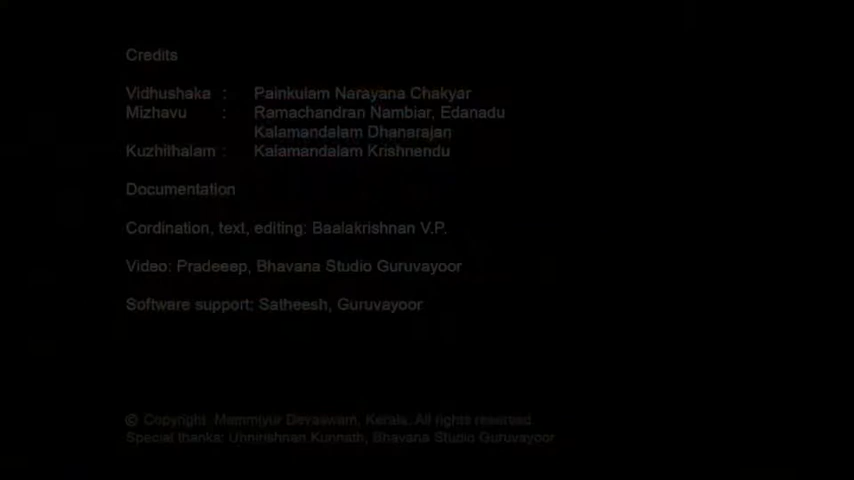 Credits
Vidhushaka : Painkulam Narayana Chakyar
Mizhavu : Ramachandran Nambiar, Edanadu
Kalamandalam Dhanarajan
Kuzhithalam : Kalamandalam Krishnendu
Documentation
Cordination, text, editing: Baalakrishnan V.P.
Video: Pradeeep, Bhavana Studio Guruvayoor
Software support: Satheesh, Guruvayoor
© Copyright. Mammiyur Devaswam, Kerala. All rights reserved
Special thanks: Kunnath, Bhavana Studio Guruvayoor